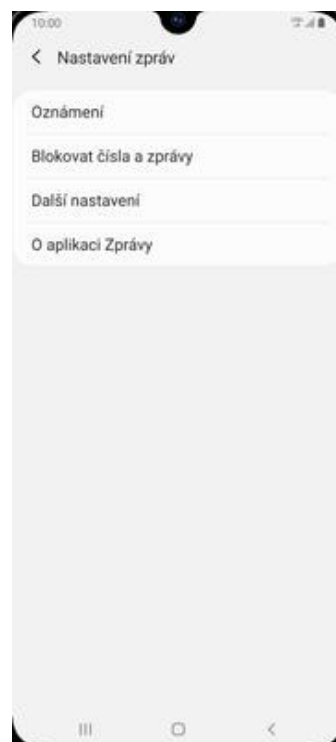 10:00
Nastavení zpráv
Oznámení
Blokovat čísla a zprávy
Další nastavení
O aplikaci Zprávy